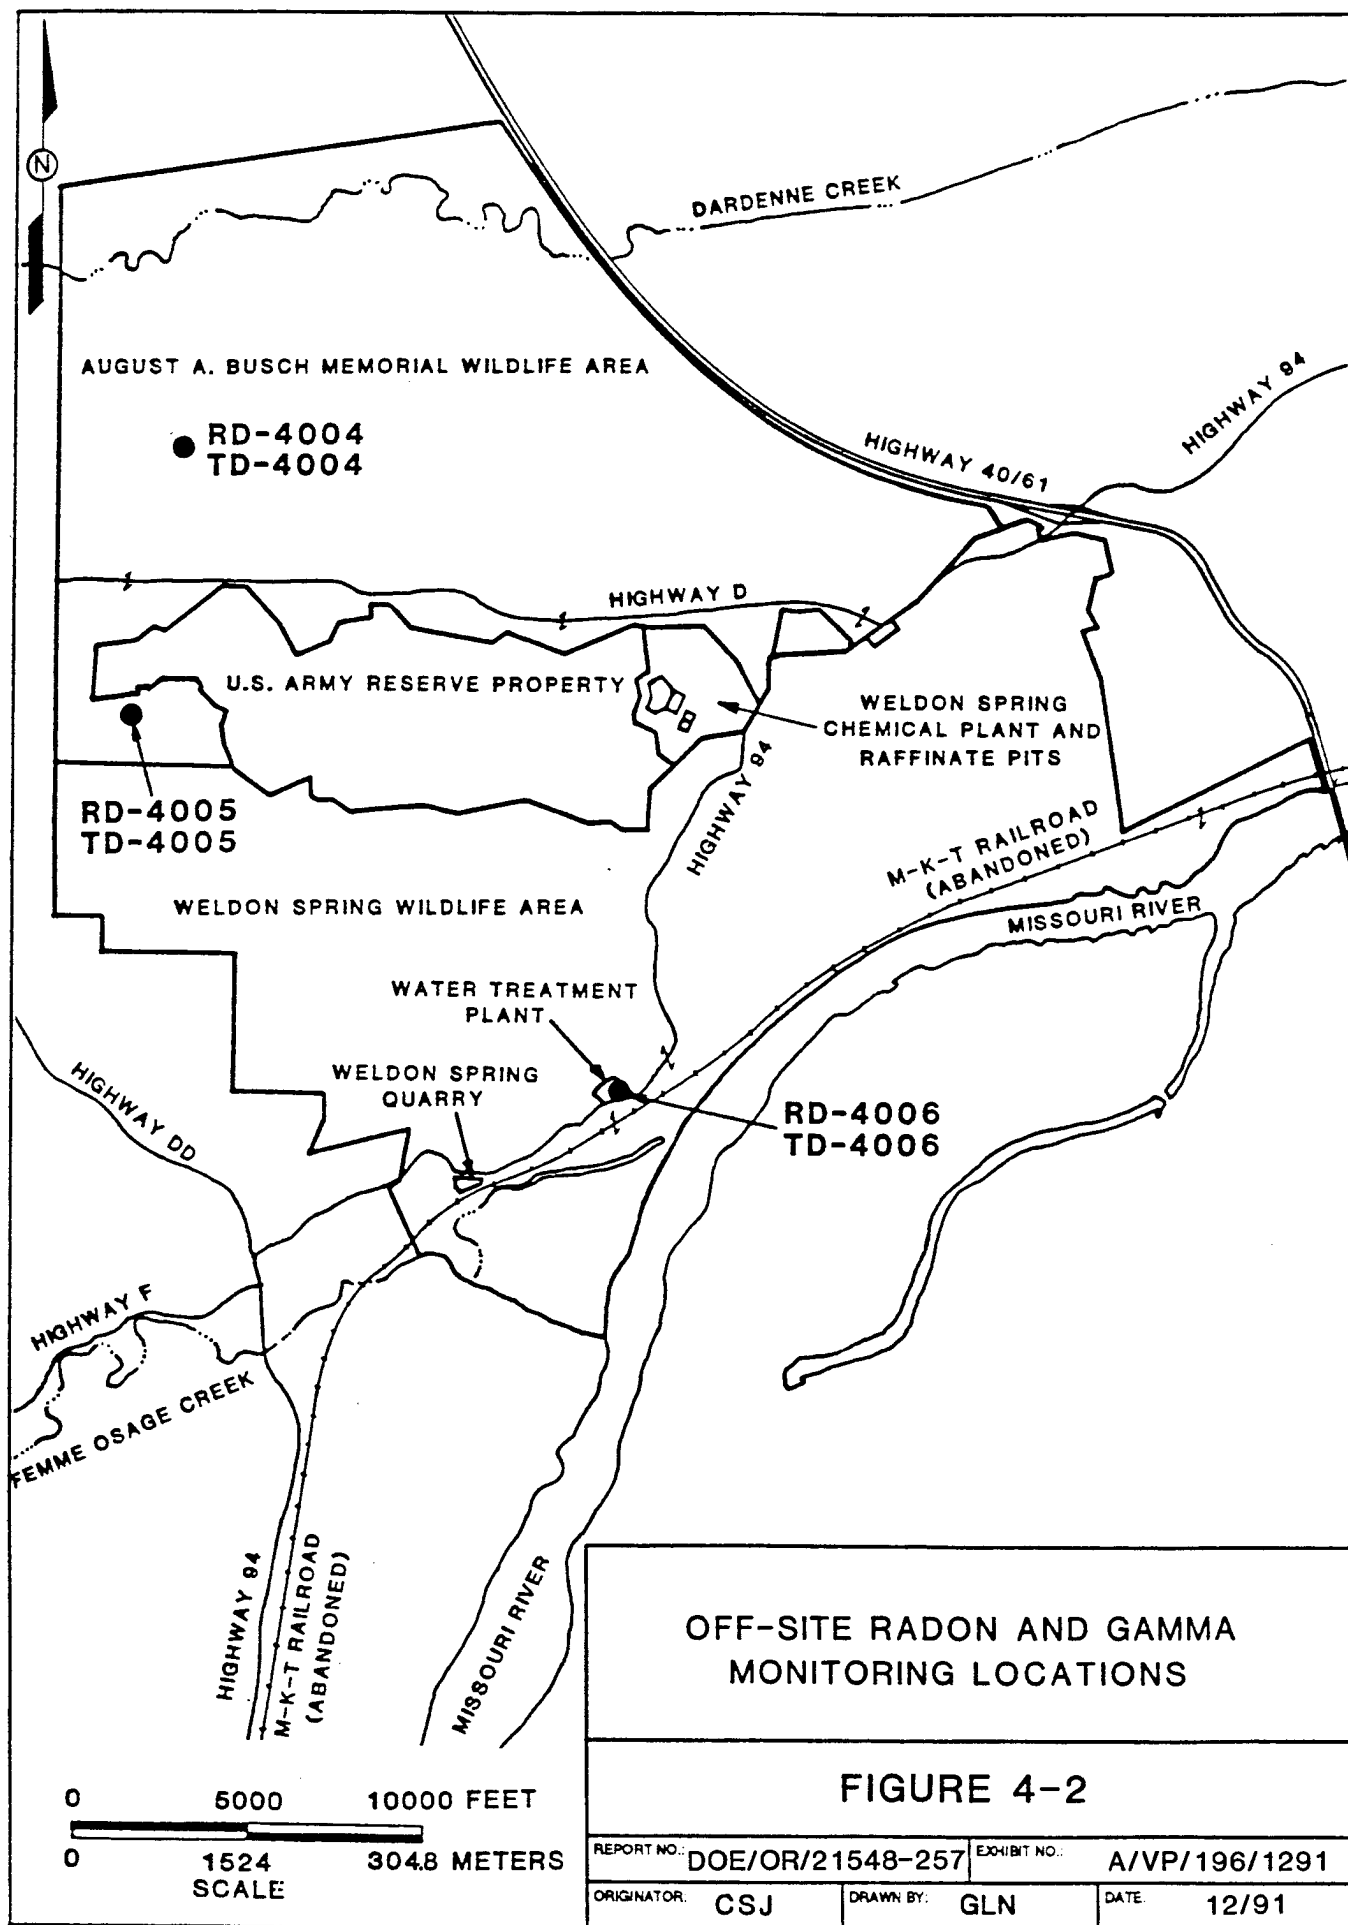 N
DARDENNE CREEK
AUGUST A. BUSCH MEMORIAL WILDLIFE AREA
HIGHWAY 94
RD-4004
TD-4004
HIGHWAY 40/61
HIGHWAY D
U.S. ARMY RESERVE PROPERTY
WELDON SPRING
CHEMICAL PLANT AND
RAFFINATE PITS
HIGHWAY 94
RD-4005
TD-4005
M-K-T RAILROAD
(ABANDONED)
WELDON SPRING WILDLIFE AREA
MISSOURI RIVER
WATER TREATMENT
PLANT
WELDON SPRING
QUARRY
HIGHWAY DD
RD-4006
TD-4006
HIGHWAY F
FEMME OSAGE CREEK
HIGHWAY 94
M-K-T RAILROAD
(ABANDONED)
MISSOURI RIVER
OFF-SITE RADON AND GAMMA
MONITORING LOCATIONS
FIGURE 4-2
0 5000 10000 FEET
0 1524 3048 METERS
SCALE
REPORT NO.: DOE/OR/21548-257 EXHIBIT NO.: A/VP/196/1291
ORIGINATOR: CSJ DRAWN BY: GLN DATE: 12/91